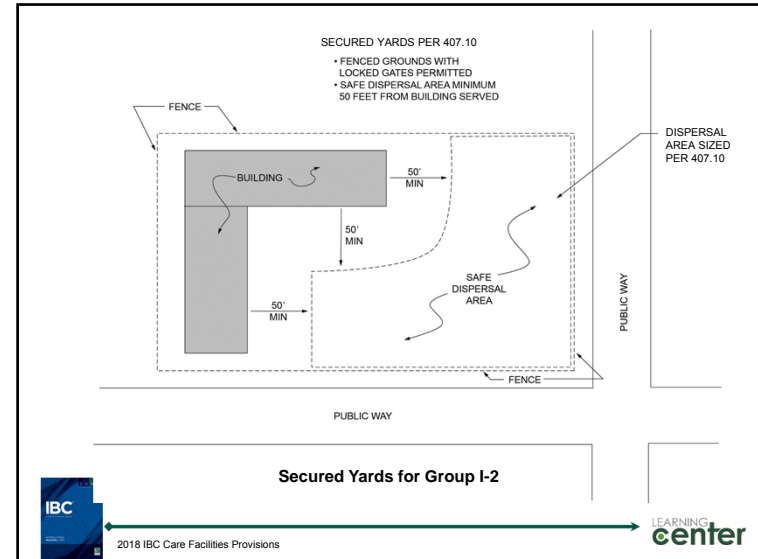 SECURED YARDS PER 407.10
• FENCED GROUNDS WITH
LOCKED GATES PERMITTED
• SAFE DISPERSAL AREA MINIMUM
50 FEET FROM BUILDING SERVED
FENCE
DISPERSAL
AREA SIZED
PER 407.10
BUILDING
50'
MIN
50'
MIN
50'
MIN
SAFE
DISPERSAL
AREA
PUBLIC WAY
FENCE
PUBLIC WAY
Secured Yards for Group I-2
IBC
2018 IBC Care Facilities Provisions
LEARNING
center